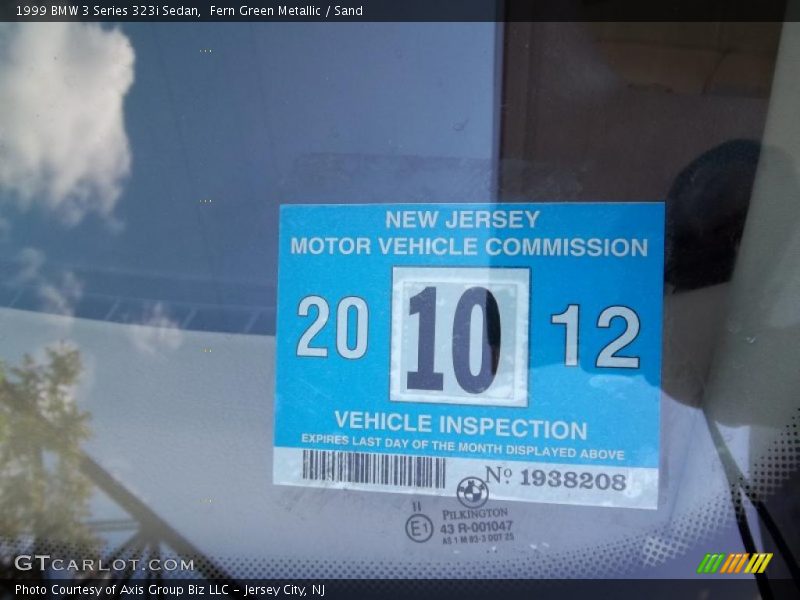 1999 BMW 3 Series 323i Sedan, Fern Green Metallic / Sand
NEW JERSEY
MOTOR VEHICLE COMMISSION
20 10 12
VEHICLE INSPECTION
EXPIRES LAST DAY OF THE MONTH DISPLAYED ABOVE
Nº 1938208
PILKINGTON
II
E1 43 R-001047
GTCARLOT.COM
Photo Courtesy of Axis Group Biz LLC - Jersey City, NJ